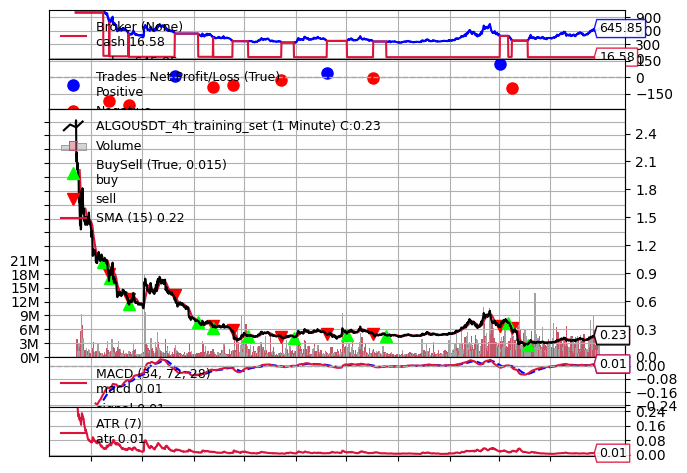 Broker (None)
cash 16.58
900
645.85
300
16.58
150
Trades - Net Profit/Loss (True)
Positive
0
−150
ALGOUSDT_4h_training_set (1 Minute) C:0.23
Volume
BuySell (True, 0.015)
buy
sell
SMA (15) 0.22
2.4
2.1
1.8
1.5
1.2
0.9
0.6
0.3
0.0
0.23
21M
18M
15M
12M
9M
6M
3M
0M
MACD (34, 72, 28)
macd 0.01
0.01
0.00
−0.08
−0.16
−0.24
ATR (7)
atr 0.01
0.24
0.16
0.08
0.00
0.01